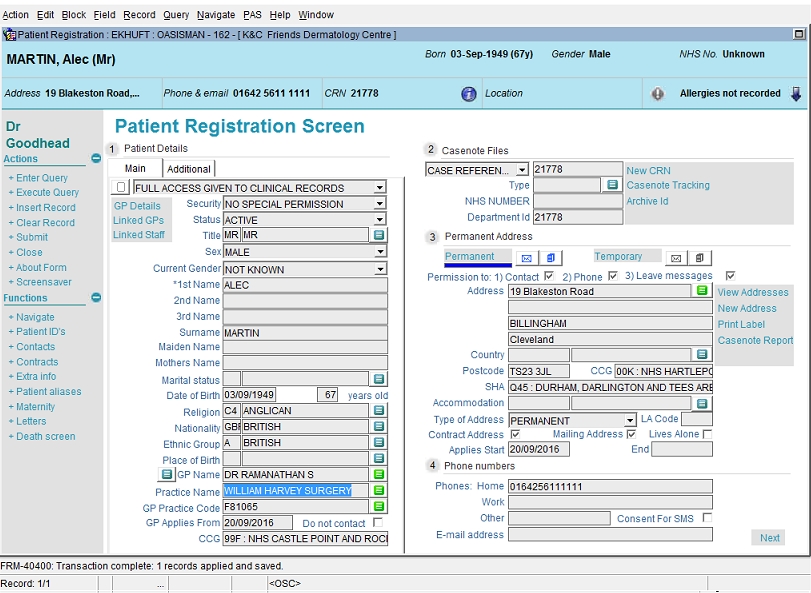 Action Edit Block Field Record Query Navigate PAS Help Window
Patient Registration : EKHUFT : OASISMAN - 162 - [ K&C Friends Dermatology Centre ]
MARTIN, Alec (Mr)
Born 03-Sep-1949 (67y) Gender Male NHS No. Unknown
Address 19 Blakeston Road,... Phone & email 01642 5611 1111 CRN 21778 Location Allergies not recorded
Dr Goodhead
Actions
+ Enter Query
+ Execute Query
+ Insert Record
+ Clear Record
+ Submit
+ Close
+ About Form
+ Screensaver
Functions
+ Navigate
+ Patient ID's
+ Contacts
+ Contracts
+ Extra info
+ Patient aliases
+ Maternity
+ Letters
+ Death screen
Patient Registration Screen
1 Patient Details
Main Additional
FULL ACCESS GIVEN TO CLINICAL RECORDS
GP Details
Linked GPs
Linked Staff
Security NO SPECIAL PERMISSION
Status ACTIVE
Title MR MR
Sex MALE
Current Gender NOT KNOWN
*1st Name ALEC
2nd Name
3rd Name
Surname MARTIN
Maiden Name
Mothers Name
Marital status
Date of Birth 03/09/1949 67 years old
Religion C4 ANGLICAN
Nationality GBR BRITISH
Ethnic Group A BRITISH
Place of Birth
GP Name DR RAMANATHAN S
Practice Name WILLIAM HARVEY SURGERY
GP Practice Code F81065
GP Applies From 20/09/2016 Do not contact
CCG 99F : NHS CASTLE POINT AND ROCI
2 Casenote Files
CASE REFEREN... 21778 New CRN
Type Casenote Tracking
NHS NUMBER Archive Id
Department Id 21778
3 Permanent Address
Permanent Temporary
Permission to: 1) Contact 2) Phone 3) Leave messages
Address 19 Blakeston Road
BILLINGHAM
Cleveland
View Addresses
New Address
Print Label
Casenote Report
Country
Postcode TS23 3JL CCG 00K : NHS HARTLEPO
SHA Q45 : DURHAM, DARLINGTON AND TEES ARE
Accommodation
Type of Address PERMANENT LA Code
Contract Address Mailing Address Lives Alone
Applies Start 20/09/2016 End
4 Phone numbers
Phones: Home 0164256111111
Work
Other Consent For SMS
E-mail address
Next
FRM-40400: Transaction complete: 1 records applied and saved.
Record: 1/1 ... <OSC>